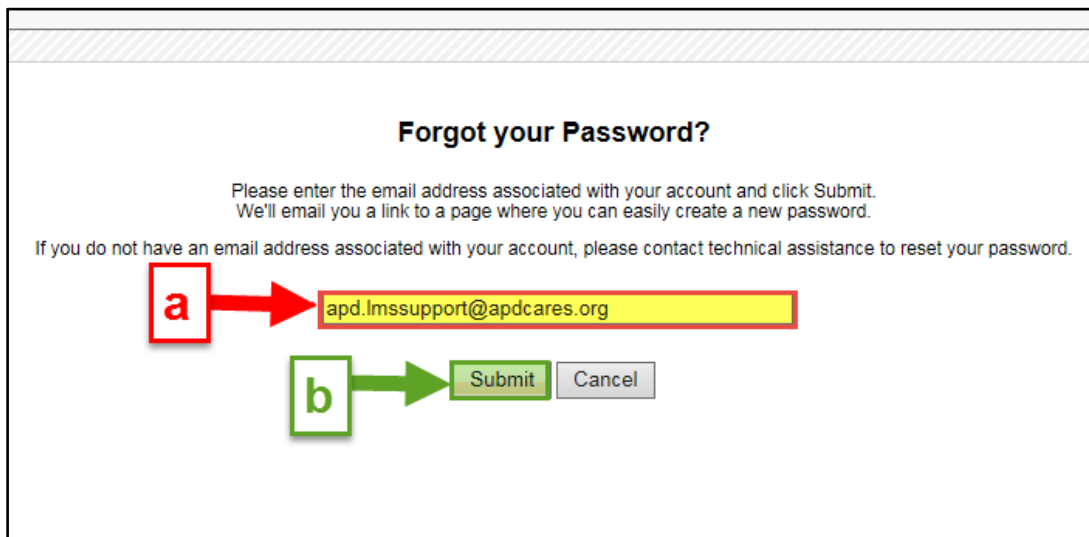 Forgot your Password?
Please enter the email address associated with your account and click Submit.
We'll email you a link to a page where you can easily create a new password.
If you do not have an email address associated with your account, please contact technical assistance to reset your password.
a
apd.lmssupport@apdcares.org
b
Submit Cancel